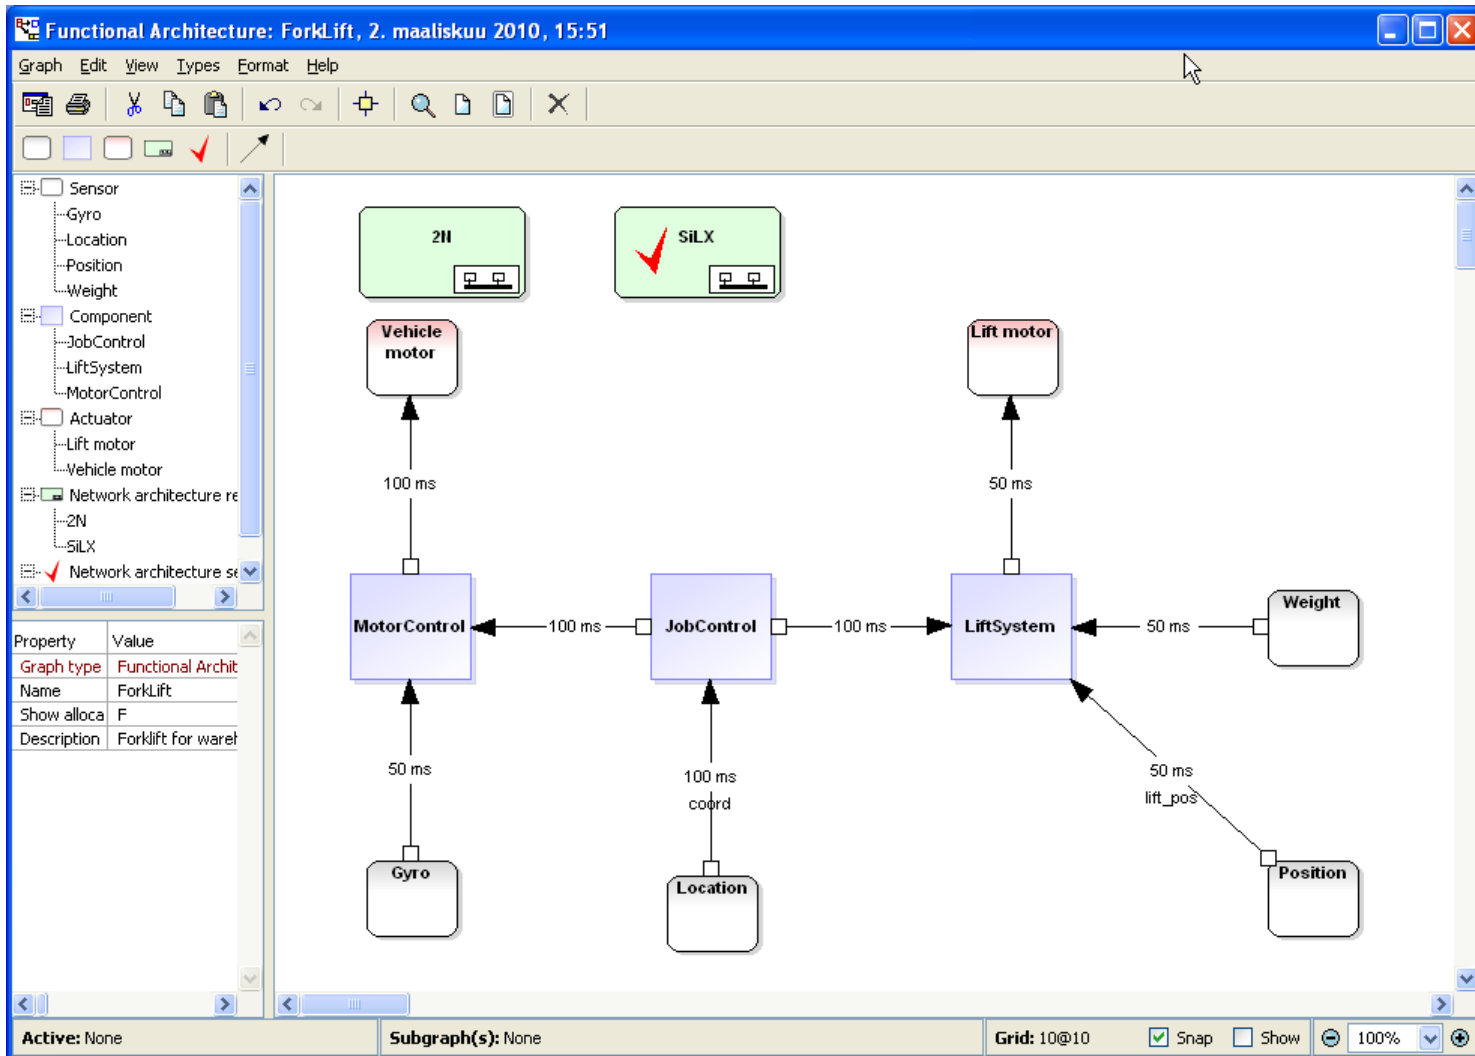 Functional Architecture: ForkLift, 2. maaliskuu 2010, 15:51
Graph Edit View Types Format Help
Sensor
Gyro
Location
Position
Weight
Component
JobControl
LiftSystem
MotorControl
Actuator
Lift motor
Vehicle motor
Network architecture re
2N
SiLX
Network architecture se
Property Value
Graph type Functional Archit
Name ForkLift
Show alloca F
Description Forklift for wareh
2N
SiLX
Vehicle
motor
Lift motor
100 ms
50 ms
MotorControl
100 ms
JobControl
100 ms
LiftSystem
50 ms
Weight
50 ms
100 ms
coord
50 ms
lift_pos
Gyro
Location
Position
Active: None
Subgraph(s): None
Grid: 10@10
Snap
Show
100%